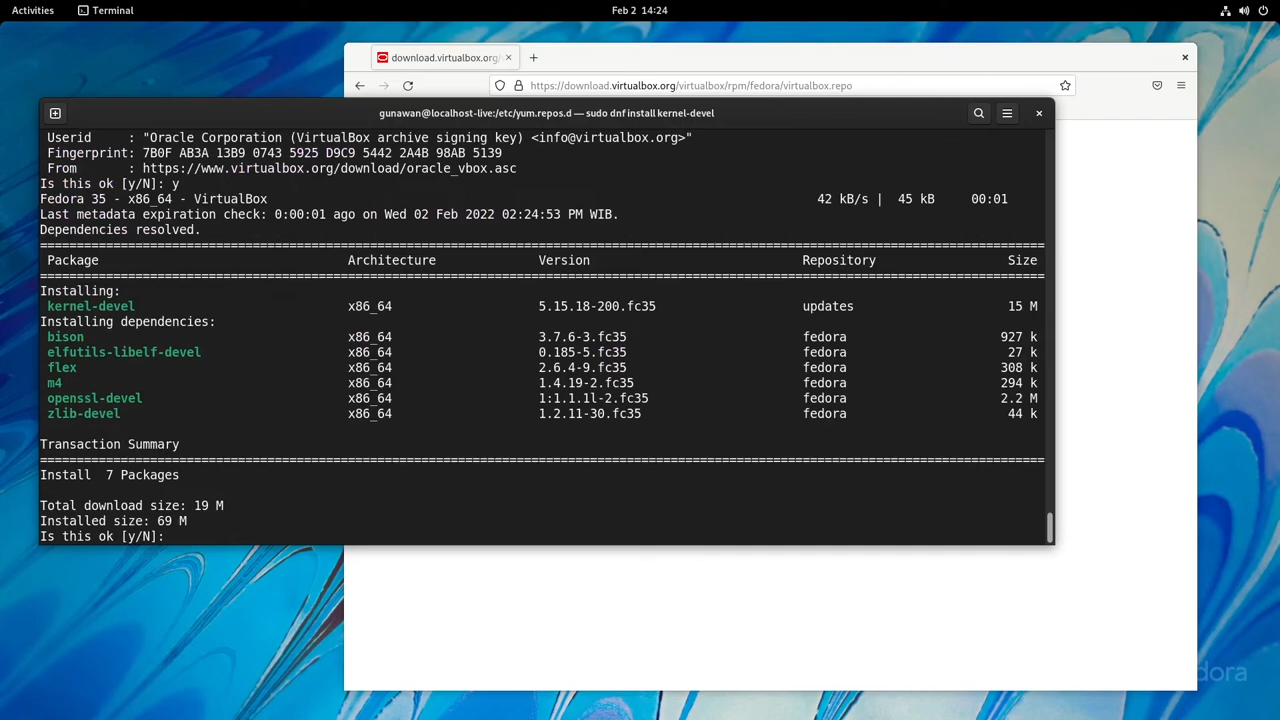 Activities
Terminal
Feb 2 14:24
download.virtualbox.org/
https://download.virtualbox.org/virtualbox/rpm/fedora/virtualbox.repo
gunawan@localhost-live:/etc/yum.repos.d — sudo dnf install kernel-devel
Userid : "Oracle Corporation (VirtualBox archive signing key) <info@virtualbox.org>"
Fingerprint: 7B0F AB3A 13B9 0743 5925 D9C9 5442 2A4B 98AB 5139
From : https://www.virtualbox.org/download/oracle_vbox.asc
Is this ok [y/N]: y
Fedora 35 - x86_64 - VirtualBox 42 kB/s | 45 kB 00:01
Last metadata expiration check: 0:00:01 ago on Wed 02 Feb 2022 02:24:53 PM WIB.
Dependencies resolved.
Package Architecture Version Repository Size
Installing:
kernel-devel x86_64 5.15.18-200.fc35 updates 15 M
Installing dependencies:
bison x86_64 3.7.6-3.fc35 fedora 927 k
elfutils-libelf-devel x86_64 0.185-5.fc35 fedora 27 k
flex x86_64 2.6.4-9.fc35 fedora 308 k
m4 x86_64 1.4.19-2.fc35 fedora 294 k
openssl-devel x86_64 1:1.1.1l-2.fc35 fedora 2.2 M
zlib-devel x86_64 1.2.11-30.fc35 fedora 44 k
Transaction Summary
Install 7 Packages
Total download size: 19 M
Installed size: 69 M
Is this ok [y/N]:
dora